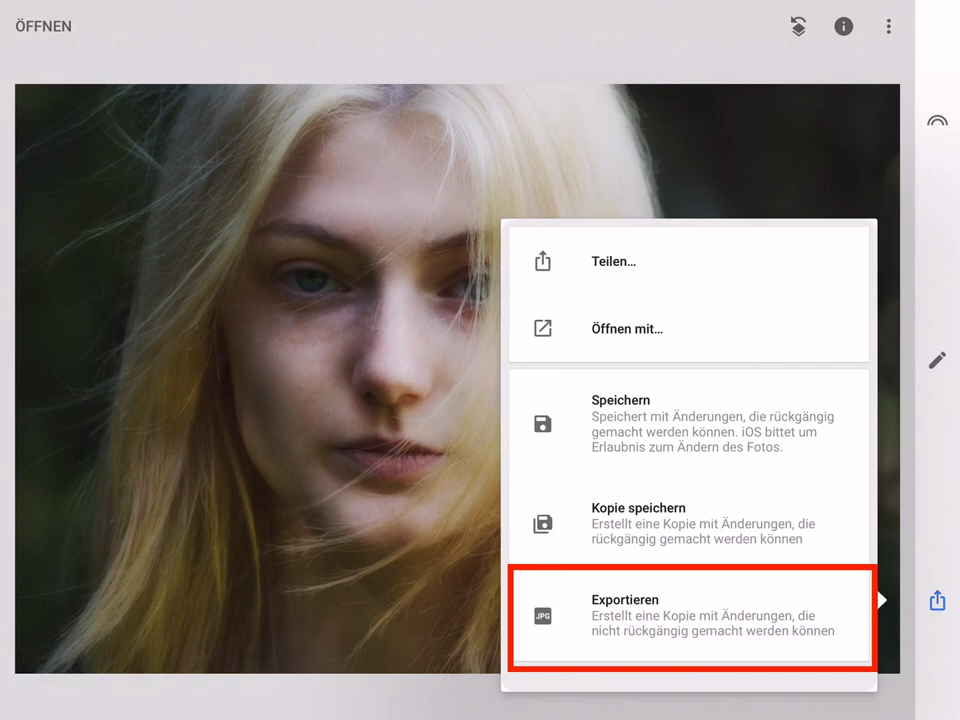 ÖFFNEN
Teilen...
Öffnen mit...
Speichern
Speichert mit Änderungen, die rückgängig
gemacht werden können. iOS bittet um
Erlaubnis zum Ändern des Fotos.
Kopie speichern
Erstellt eine Kopie mit Änderungen, die
rückgängig gemacht werden können
JPG
Exportieren
Erstellt eine Kopie mit Änderungen, die
nicht rückgängig gemacht werden können